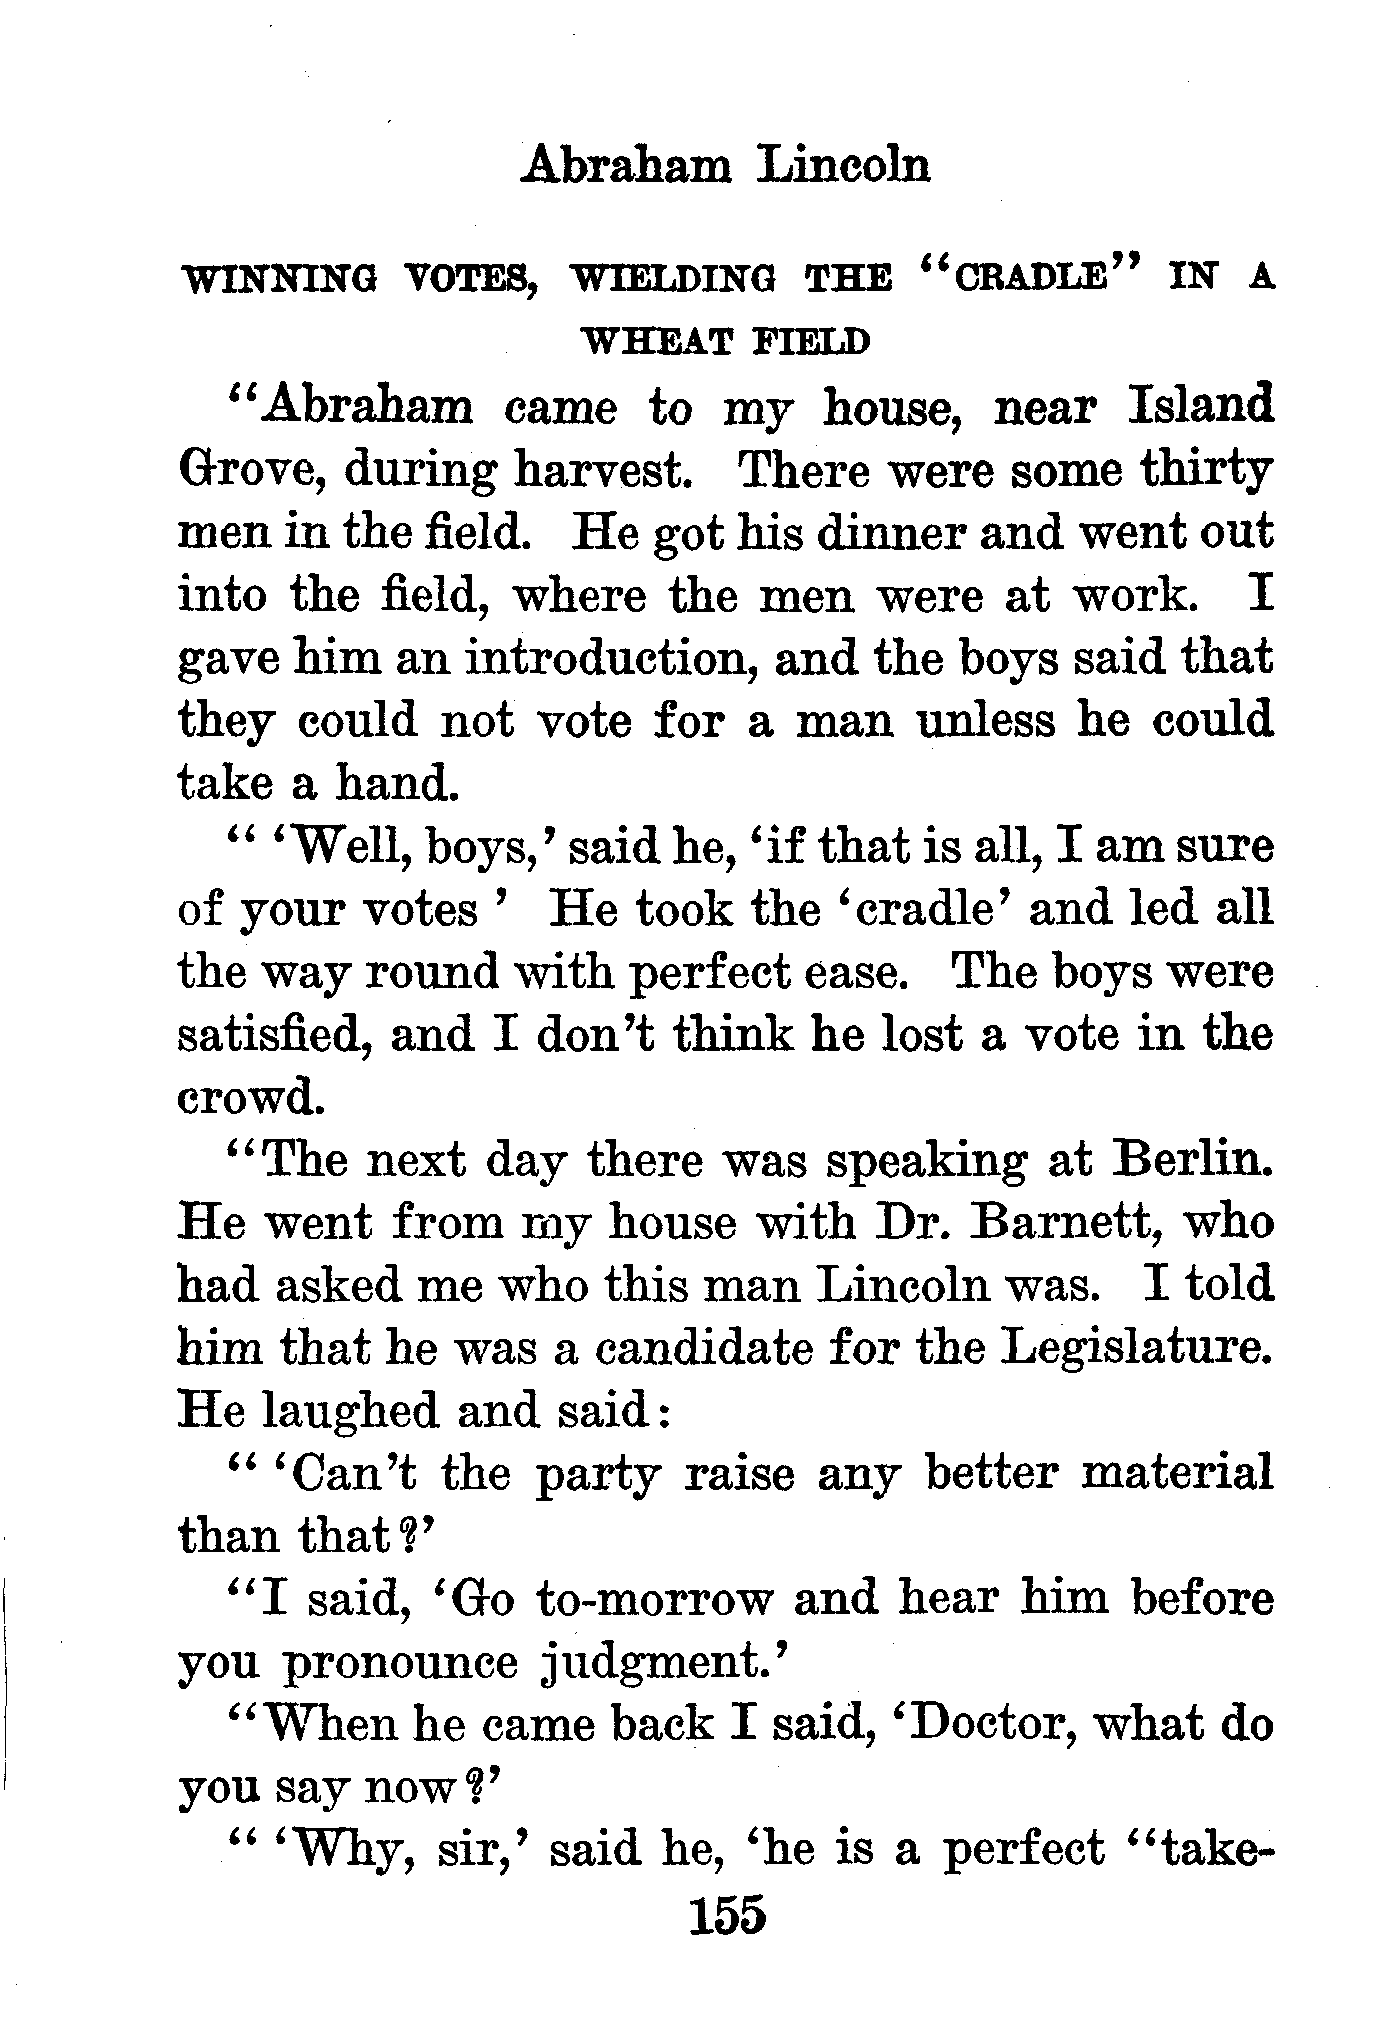 Abraham Lincoln
WINNING VOTES, WIELDING THE “CRADLE” IN A
WHEAT FIELD
“Abraham came to my house, near Island
Grove, during harvest. There were some thirty
men in the field. He got his dinner and went out
into the field, where the men were at work. I
gave him an introduction, and the boys said that
they could not vote for a man unless he could
take a hand.
“ ‘Well, boys,’ said he, ‘if that is all, I am sure
of your votes ’ He took the ‘cradle’ and led all
the way round with perfect ease. The boys were
satisfied, and I don’t think he lost a vote in the
crowd.
“The next day there was speaking at Berlin.
He went from my house with Dr. Barnett, who
had asked me who this man Lincoln was. I told
him that he was a candidate for the Legislature.
He laughed and said:
“ ‘Can’t the party raise any better material
than that?’
“I said, ‘Go to-morrow and hear him before
you pronounce judgment.’
“When he came back I said, ‘Doctor, what do
you say now?’
“ ‘Why, sir,’ said he, ‘he is a perfect “take-
155